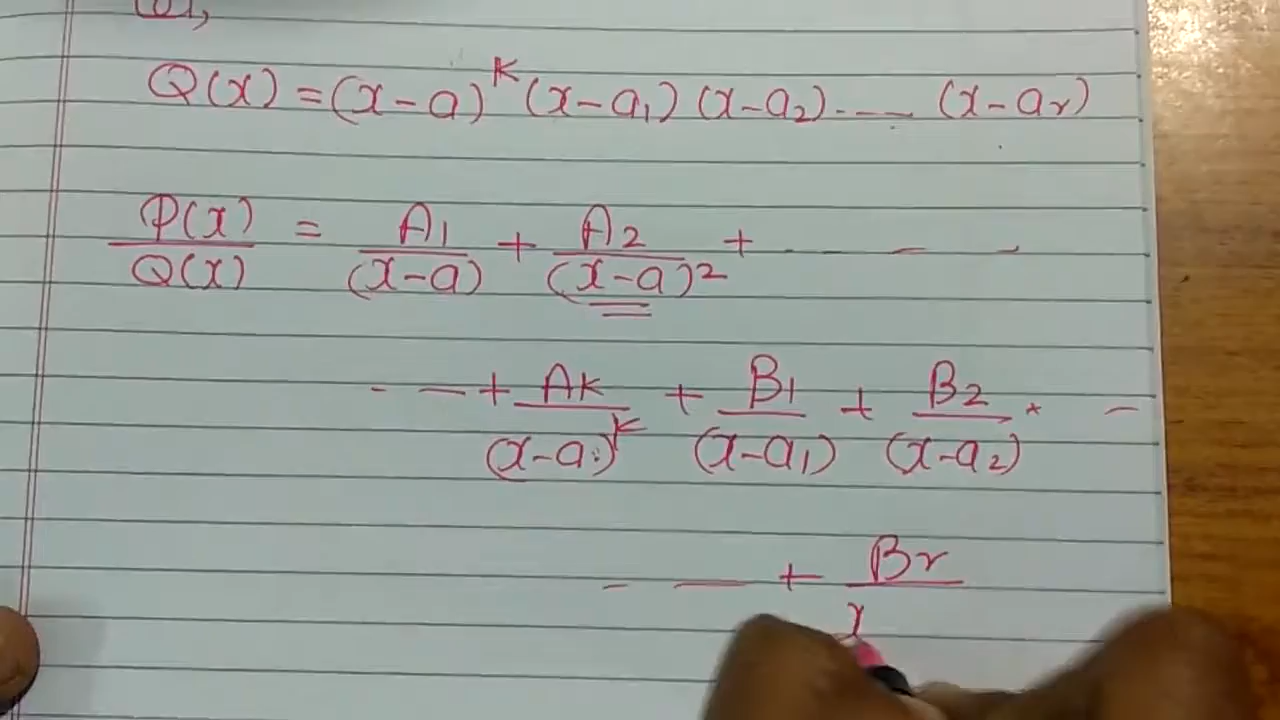 Q(x) = (x-a)^k (x-a₁) (x-a₂) - -- (x-aᵣ)
P(x)/Q(x) = A₁/(x-a) + A₂/(x-a)² + - - -
- - + Aₖ/(x-a)^k + B₁/(x-a₁) + B₂/(x-a₂) -
- - + Bᵣ/x